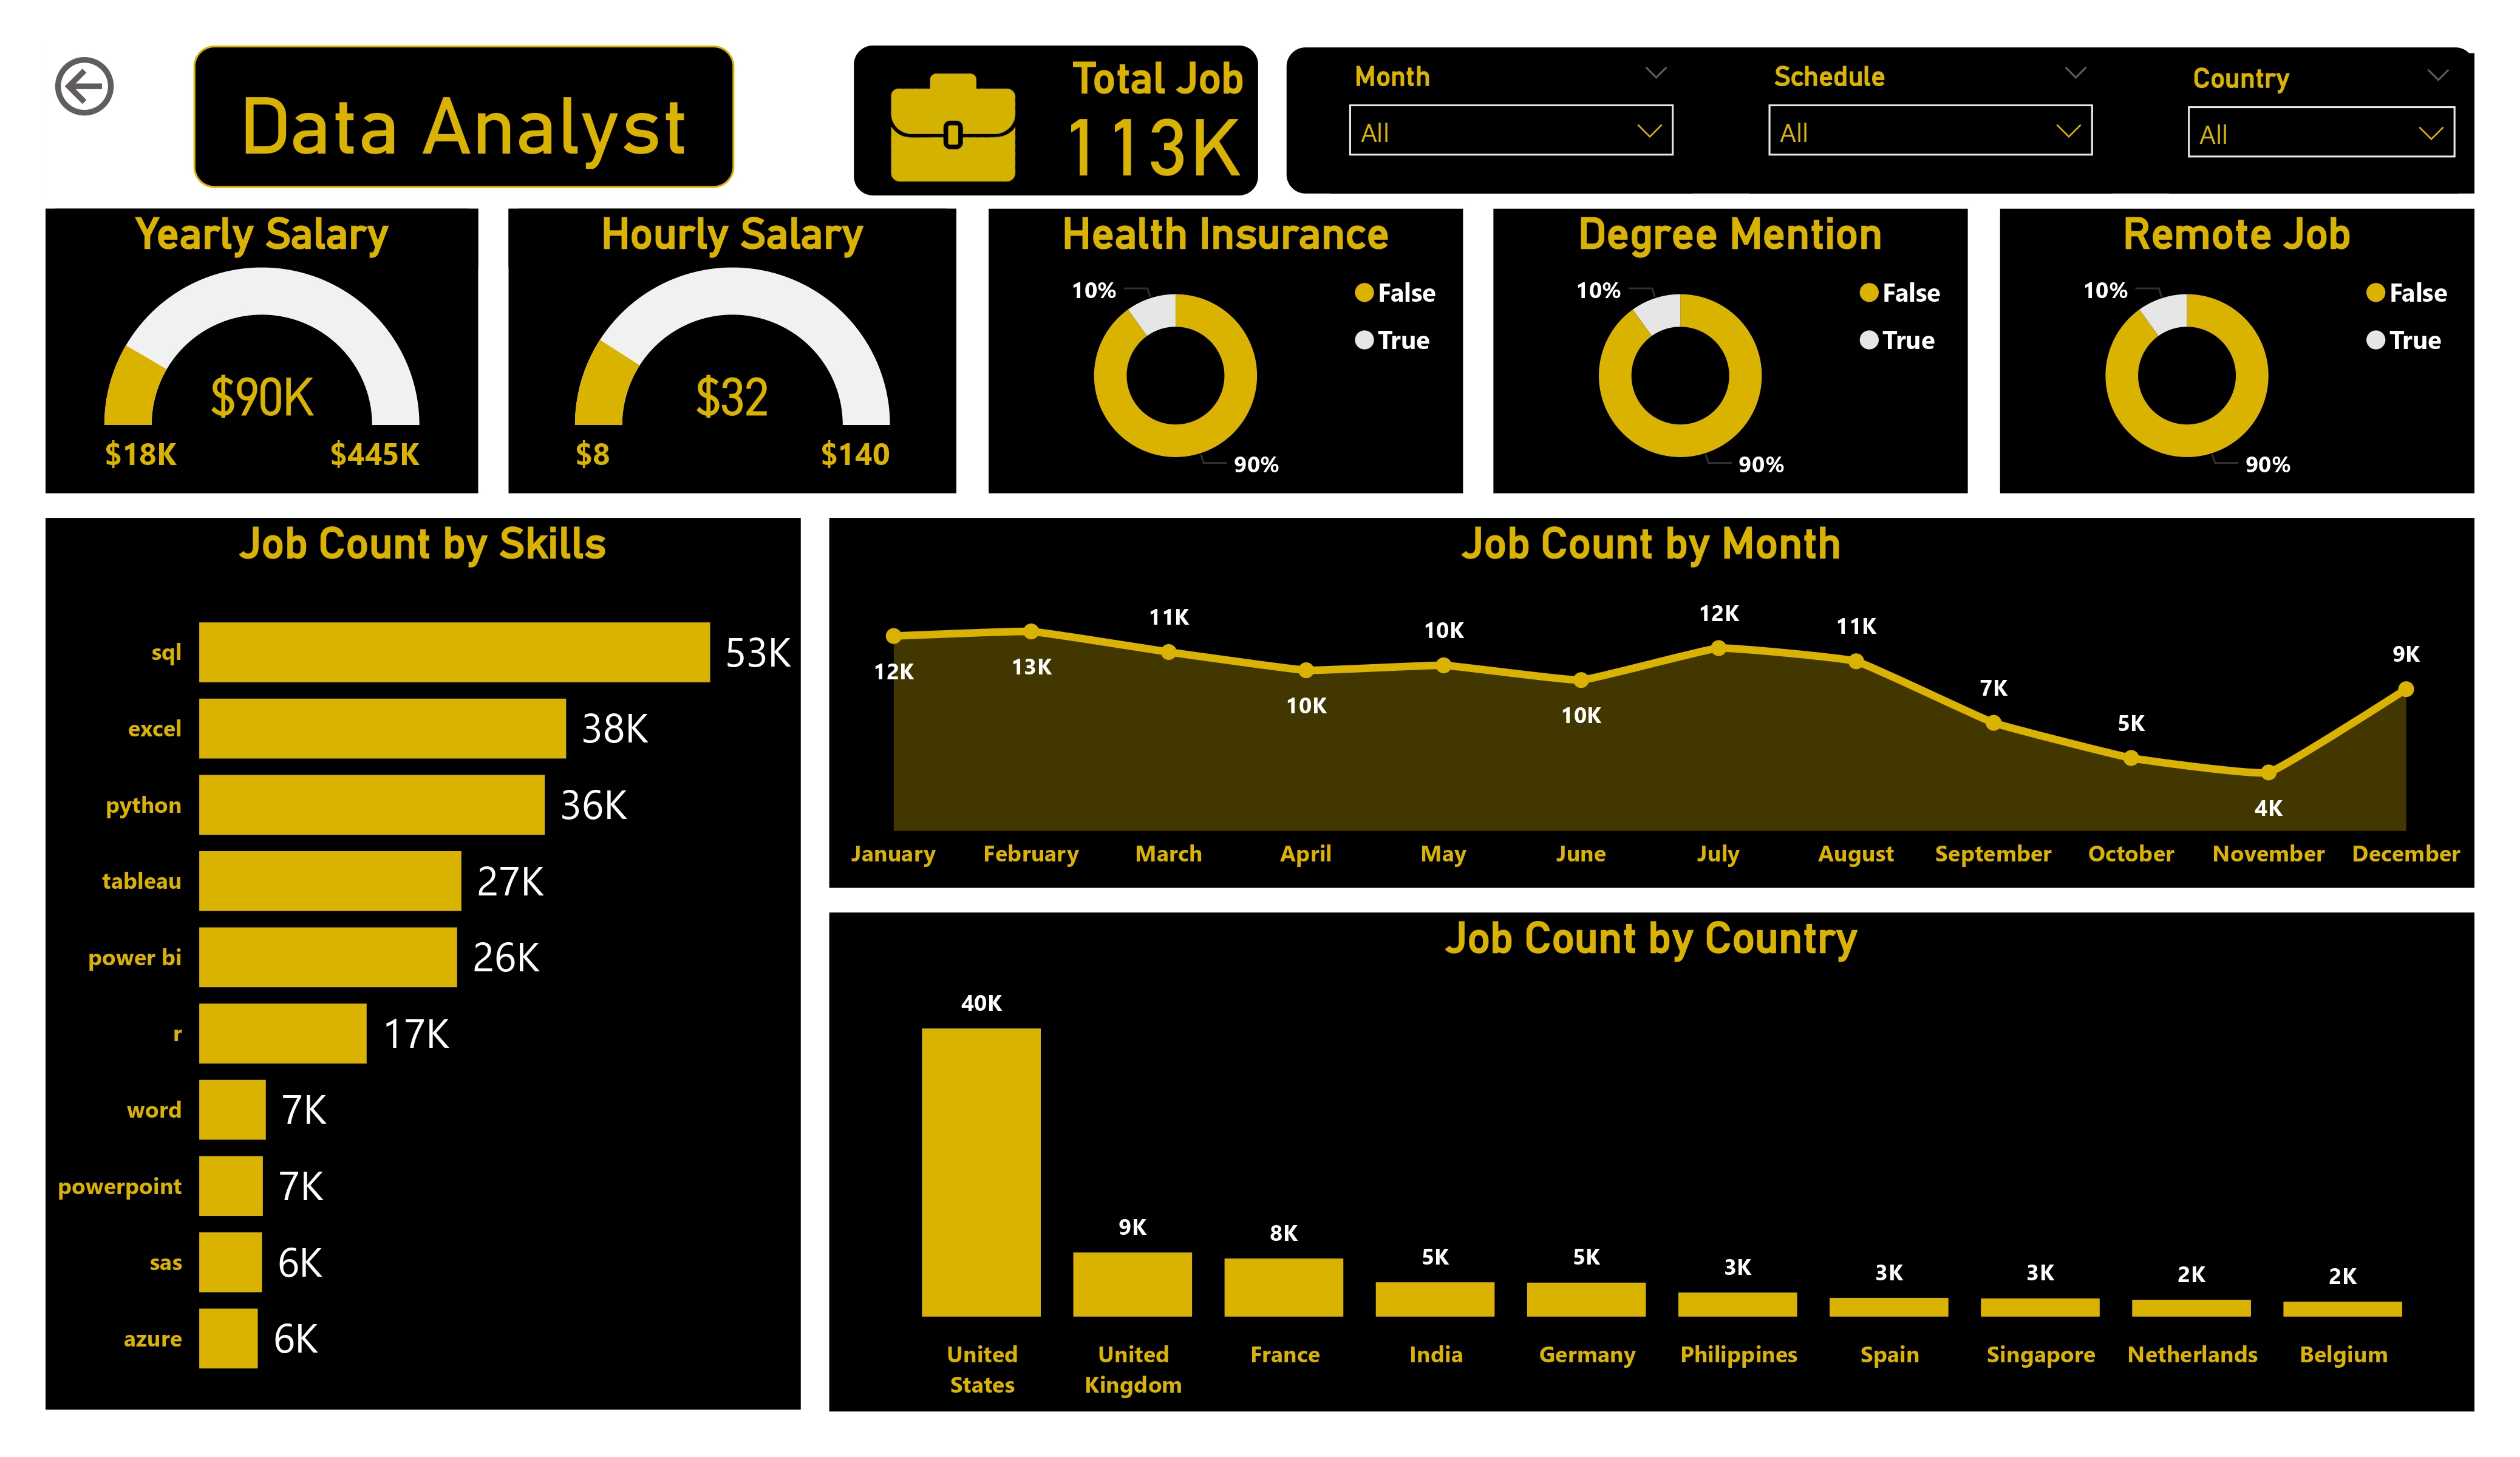 Data Analyst
Total Job
113K
Month
All
Schedule
All
Country
All
Yearly Salary
$90K
$18K
$445K
Hourly Salary
$32
$8
$140
Health Insurance
10%
90%
False
True
Degree Mention
10%
90%
False
True
Remote Job
10%
90%
False
True
Job Count by Skills
sql 53K
excel 38K
python 36K
tableau 27K
power bi 26K
r 17K
word 7K
powerpoint 7K
sas 6K
azure 6K
Job Count by Month
12K
13K
11K
10K
10K
10K
12K
11K
7K
5K
4K
9K
January February March April May June July August September October November December
Job Count by Country
40K
9K
8K
5K
5K
3K
3K
3K
2K
2K
United
States
United
Kingdom
France
India
Germany
Philippines
Spain
Singapore
Netherlands
Belgium